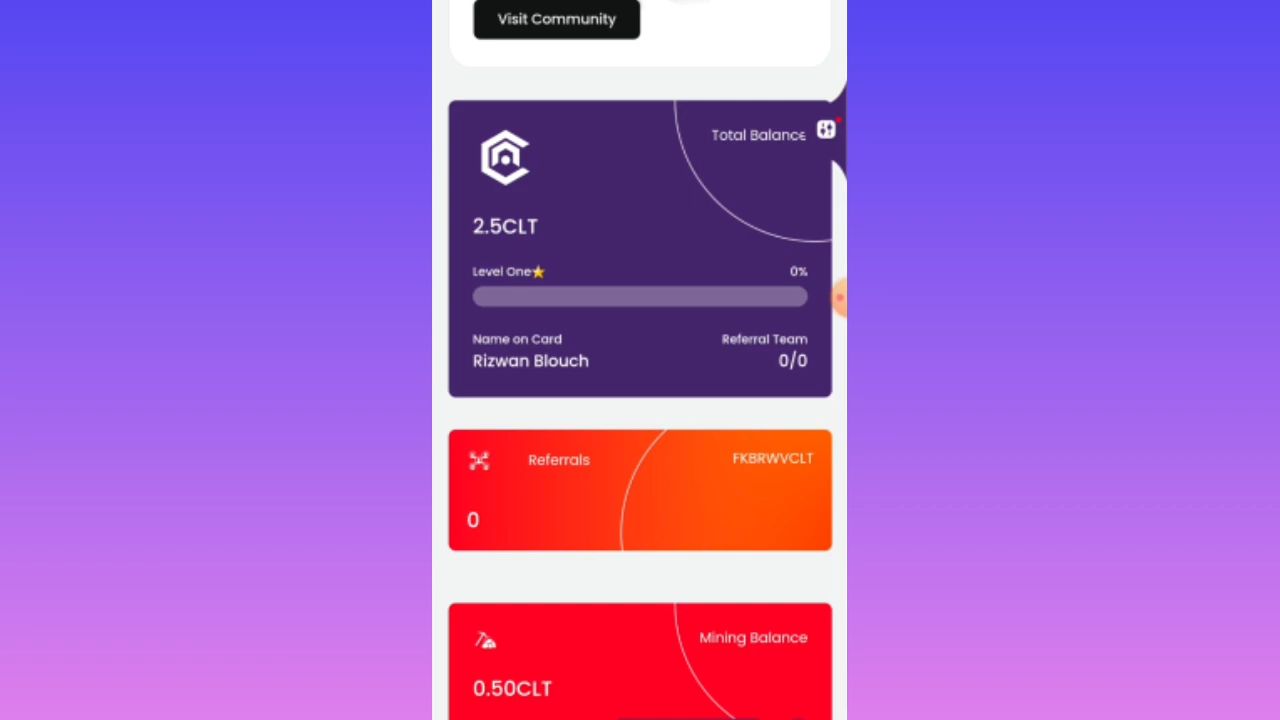 Visit Community
Total Balance
2.5CLT
Level One⭐ 0%
Name on Card Referral Team
Rizwan Blouch 0/0
Referrals FKBRWVCLT
0
Mining Balance
0.50CLT